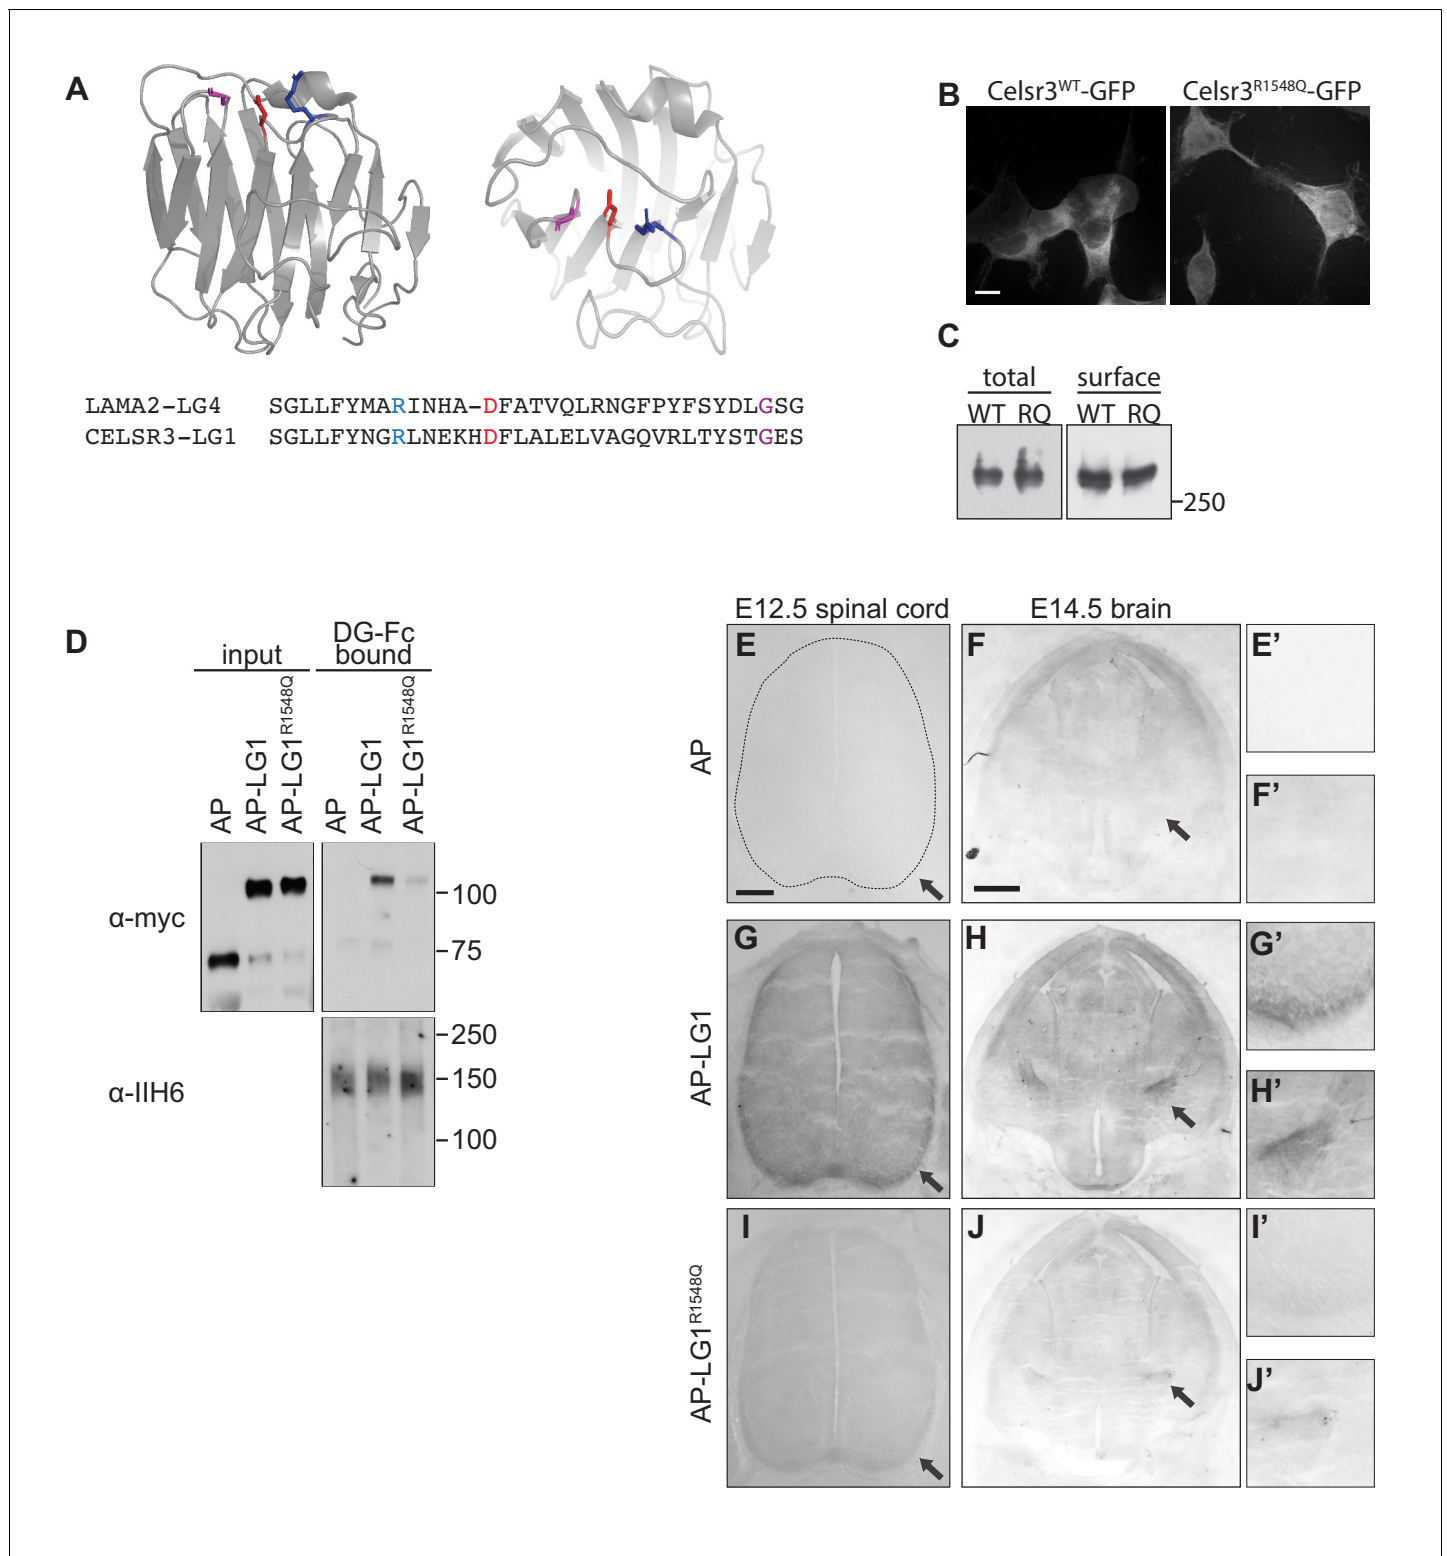 A
B
Celsr3WT-GFP
Celsr3R1548Q-GFP
LAMA2-LG4 SGLLFYMARINHA-DFATVQLRNGFPYFSYDLGSG
CELSR3-LG1 SGLLFYNGRLNEKHDFLALELVAGQVRLTYSTGES
C
total surface
WT RQ WT RQ
-250
D
input
DG-Fc
bound
AP
AP-LG1
AP-LG1R1548Q
AP
AP-LG1
AP-LG1R1548Q
α-myc
-100
-75
α-IIH6
-250
-150
-100
E12.5 spinal cord
E14.5 brain
AP
E
F
E'
F'
AP-LG1
G
H
G'
H'
AP-LG1R1548Q
I
J
I'
J'